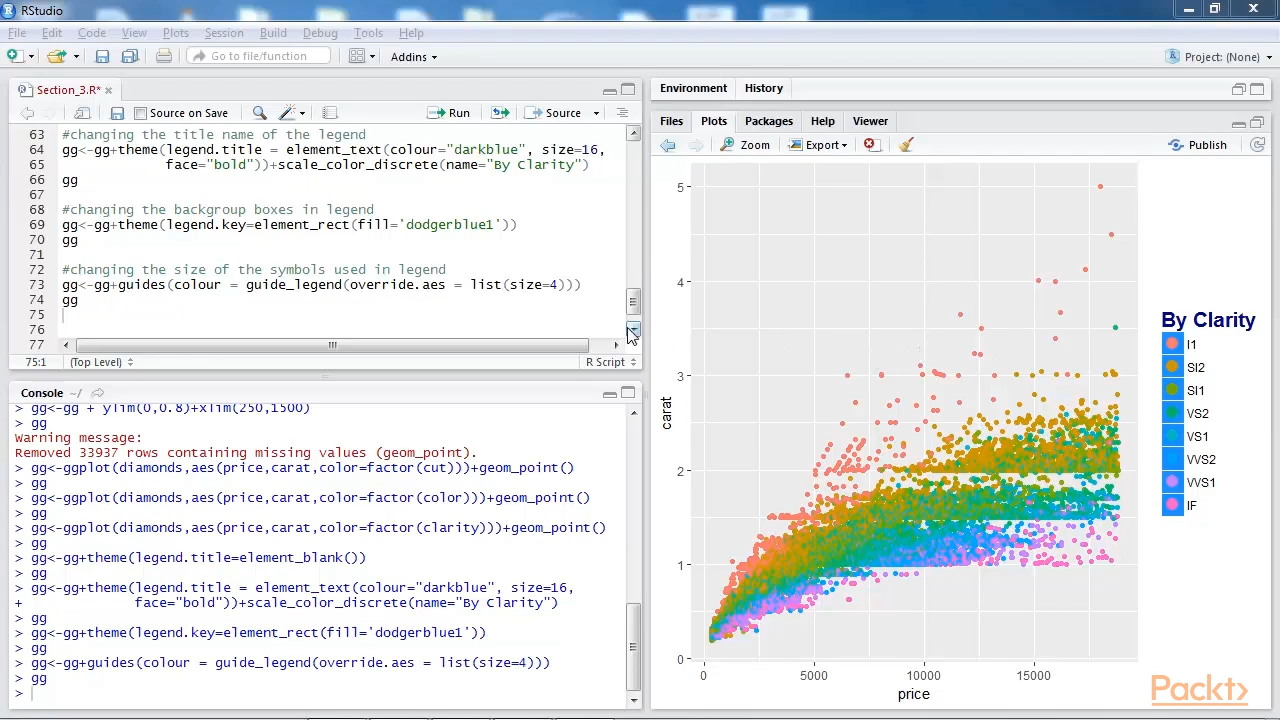 RStudio
File Edit Code View Plots Session Build Debug Tools Help
Go to file/function Addins Project: (None)
Section_3.R*
Source on Save Run Source
63 #changing the title name of the legend
64 gg<-gg+theme(legend.title = element_text(colour="darkblue", size=16,
65 face="bold"))+scale_color_discrete(name="By Clarity")
66 gg
67
68 #changing the backgroup boxes in legend
69 gg<-gg+theme(legend.key=element_rect(fill='dodgerblue1'))
70 gg
71
72 #changing the size of the symbols used in legend
73 gg<-gg+guides(colour = guide_legend(override.aes = list(size=4)))
74 gg
75
76
77
75:1 (Top Level) R Script
Console ~/
> gg<-gg + ylim(0,0.8)+xlim(250,1500)
> gg
Warning message:
Removed 33937 rows containing missing values (geom_point).
> gg<-ggplot(diamonds,aes(price,carat,color=factor(cut)))+geom_point()
> gg
> gg<-ggplot(diamonds,aes(price,carat,color=factor(color)))+geom_point()
> gg
> gg<-ggplot(diamonds,aes(price,carat,color=factor(clarity)))+geom_point()
> gg
> gg<-gg+theme(legend.title=element_blank())
> gg
> gg<-gg+theme(legend.title = element_text(colour="darkblue", size=16,
+ face="bold"))+scale_color_discrete(name="By Clarity")
> gg
> gg<-gg+theme(legend.key=element_rect(fill='dodgerblue1'))
> gg
> gg<-gg+guides(colour = guide_legend(override.aes = list(size=4)))
> gg
>
Environment History
Files Plots Packages Help Viewer
Zoom Export Publish
5
4
3
2
1
0
carat
0 5000 10000 15000
price
By Clarity
I1
SI2
SI1
VS2
VS1
VVS2
VVS1
IF
Packt>